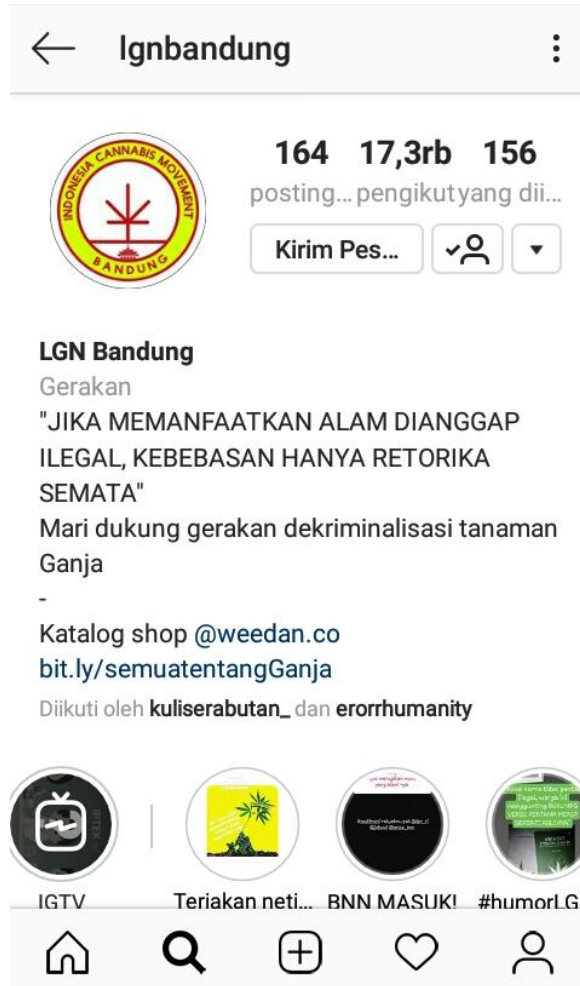 lgnbandung
INDONESIA CANNABIS MOVEMENT
BANDUNG
164 17,3rb 156
posting... pengikut yang dii...
Kirim Pes...
LGN Bandung
Gerakan
"JIKA MEMANFAATKAN ALAM DIANGGAP
ILEGAL, KEBEBASAN HANYA RETORIKA
SEMATA"
Mari dukung gerakan dekriminalisasi tanaman
Ganja
-
Katalog shop @weedan.co
bit.ly/semuatentangGanja
Diikuti oleh kuliserabutan_ dan erorrhumanity
IGTV
Teriakan neti...
BNN MASUK!
#humorLG